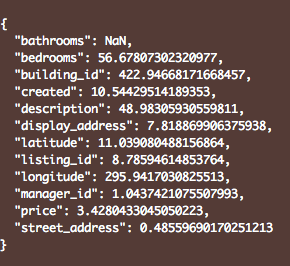 {
"bathrooms": NaN,
"bedrooms": 56.67807302320977,
"building_id": 422.94668171668457,
"created": 10.54429514189353,
"description": 48.98305930559811,
"display_address": 7.818869906375938,
"latitude": 11.039080488156864,
"listing_id": 8.78594614853764,
"longitude": 295.9417030825513,
"manager_id": 1.0437421075507993,
"price": 3.4280433045050223,
"street_address": 0.48559690170251213
}